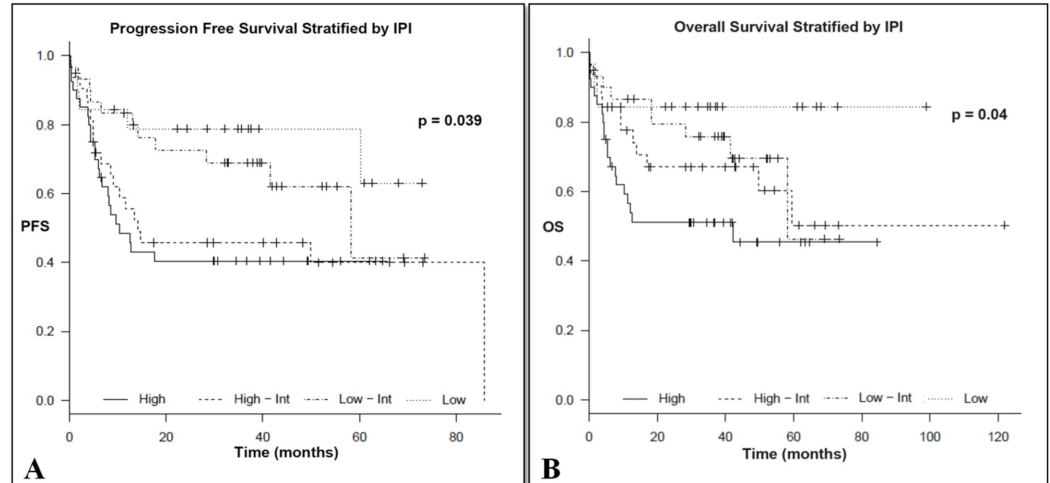 Progression Free Survival Stratified by IPI
1.0
0.8
0.6
0.4
0.2
0.0
PFS
p = 0.039
High
High – Int
Low – Int
Low
0
20
40
60
80
Time (months)
A
Overall Survival Stratified by IPI
1.0
0.8
0.6
0.4
0.2
0.0
OS
p = 0.04
High
High – Int
Low – Int
Low
0
20
40
60
80
100
120
Time (months)
B